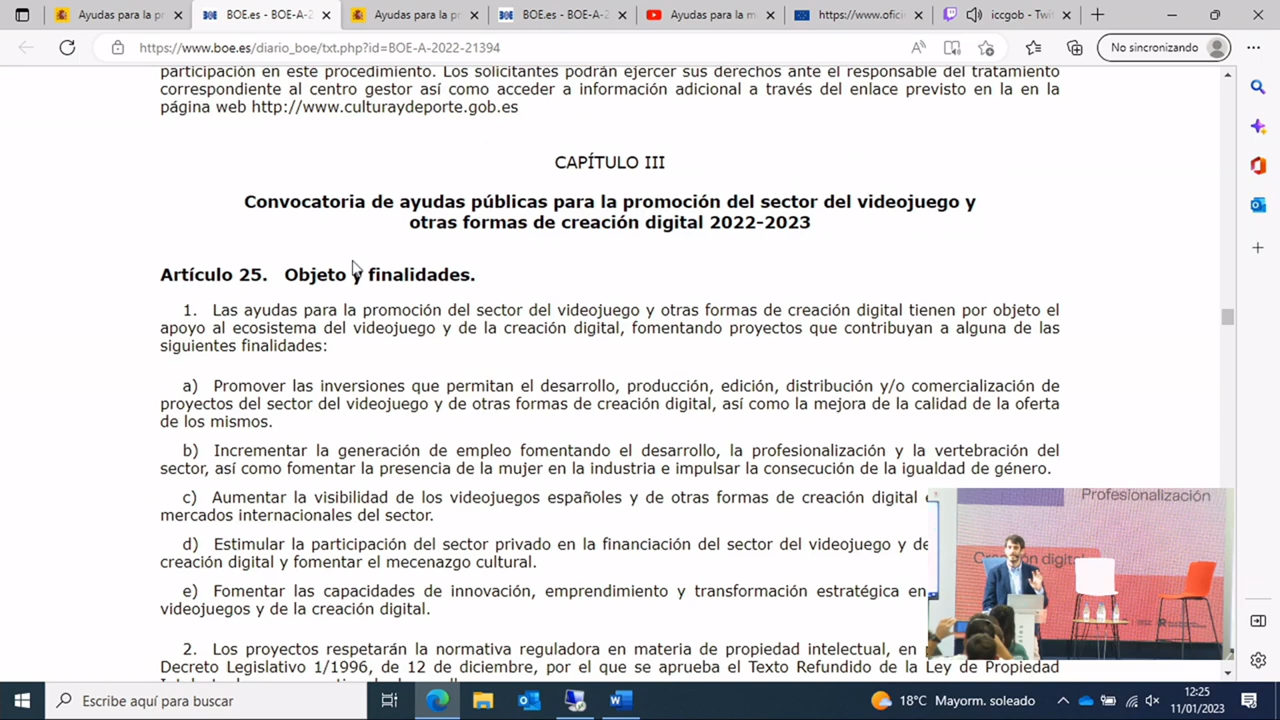 Ayudas para la pr
BOE.es - BOE-A-2
Ayudas para la pr
BOE.es - BOE-A-2
Ayudas para la m
https://www.ofici
iccgob - Twit
https://www.boe.es/diario_boe/txt.php?id=BOE-A-2022-21394
No sincronizando
participación en este procedimiento. Los solicitantes podrán ejercer sus derechos ante el responsable del tratamiento
correspondiente al centro gestor así como acceder a información adicional a través del enlace previsto en la en la
página web http://www.culturaydeporte.gob.es
CAPÍTULO III
Convocatoria de ayudas públicas para la promoción del sector del videojuego y
otras formas de creación digital 2022-2023
Artículo 25. Objeto y finalidades.
1. Las ayudas para la promoción del sector del videojuego y otras formas de creación digital tienen por objeto el
apoyo al ecosistema del videojuego y de la creación digital, fomentando proyectos que contribuyan a alguna de las
siguientes finalidades:
a) Promover las inversiones que permitan el desarrollo, producción, edición, distribución y/o comercialización de
proyectos del sector del videojuego y de otras formas de creación digital, así como la mejora de la calidad de la oferta
de los mismos.
b) Incrementar la generación de empleo fomentando el desarrollo, la profesionalización y la vertebración del
sector, así como fomentar la presencia de la mujer en la industria e impulsar la consecución de la igualdad de género.
c) Aumentar la visibilidad de los videojuegos españoles y de otras formas de creación digital e
mercados internacionales del sector.
d) Estimular la participación del sector privado en la financiación del sector del videojuego y de
creación digital y fomentar el mecenazgo cultural.
e) Fomentar las capacidades de innovación, emprendimiento y transformación estratégica en
videojuegos y de la creación digital.
2. Los proyectos respetarán la normativa reguladora en materia de propiedad intelectual, en p
Decreto Legislativo 1/1996, de 12 de diciembre, por el que se aprueba el Texto Refundido de la Ley de Propiedad
Profesionalización
Creación digital
Escribe aquí para buscar
18°C Mayorm. soleado
12:25
11/01/2023